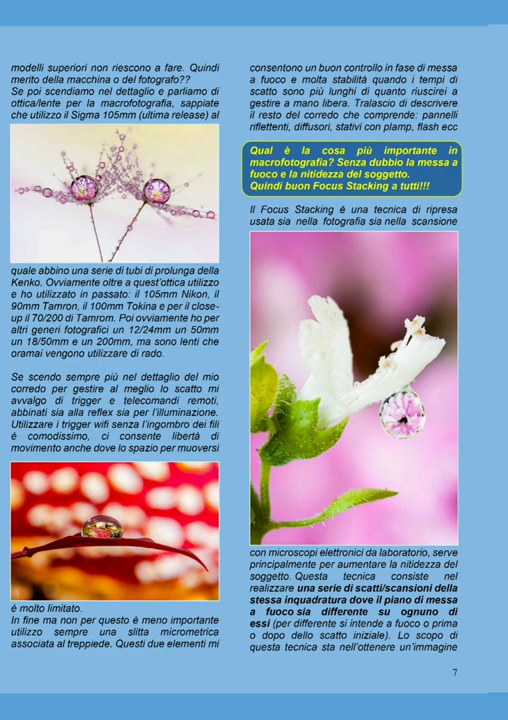 modelli superiori non riescono a fare. Quindi
merito della macchina o del fotografo??
Se poi scendiamo nel dettaglio e parliamo di
ottica/lente per la macrofotografia, sappiate
che utilizzo il Sigma 105mm (ultima release) al
quale abbino una serie di tubi di prolunga della
Kenko. Ovviamente oltre a quest'ottica utilizzo
e ho utilizzato in passato: il 105mm Nikon, il
90mm Tamron, il 100mm Tokina e per il close-
up il 70/200 di Tamrom. Poi ovviamente ho per
altri generi fotografici un 12/24mm un 50mm
un 18/50mm e un 200mm, ma sono lenti che
oramai vengono utilizzare di rado.
Se scendo sempre più nel dettaglio del mio
corredo per gestire al meglio lo scatto mi
avvalgo di trigger e telecomandi remoti,
abbinati sia alla reflex sia per l'illuminazione.
Utilizzare i trigger wifi senza l'ingombro dei fili
è comodissimo, ci consente libertà di
movimento anche dove lo spazio per muoversi
è molto limitato.
In fine ma non per questo è meno importante
utilizzo sempre una slitta micrometrica
associata al treppiede. Questi due elementi mi
consentono un buon controllo in fase di messa
a fuoco e molta stabilità quando i tempi di
scatto sono più lunghi di quanto riuscirei a
gestire a mano libera. Tralascio di descrivere
il resto del corredo che comprende: pannelli
riflettenti, diffusori, stativi con plamp, flash ecc
Qual è la cosa più importante in
macrofotografia? Senza dubbio la messa a
fuoco e la nitidezza del soggetto.
Quindi buon Focus Stacking a tutti!!!
Il Focus Stacking è una tecnica di ripresa
usata sia nella fotografia sia nella scansione
con microscopi elettronici da laboratorio, serve
principalmente per aumentare la nitidezza del
soggetto. Questa tecnica consiste nel
realizzare una serie di scatti/scansioni della
stessa inquadratura dove il piano di messa
a fuoco sia differente su ognuno di
essi (per differente si intende a fuoco o prima
o dopo dello scatto iniziale). Lo scopo di
questa tecnica sta nell'ottenere un'immagine
7